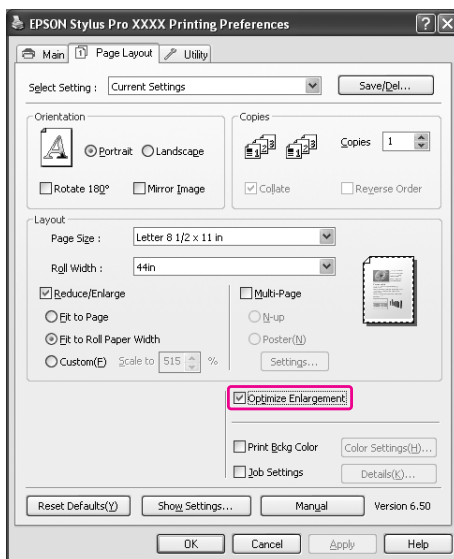 EPSON Stylus Pro XXXX Printing Preferences
Main Page Layout Utility
Select Setting : Current Settings Save/Del...
Orientation Copies
A Portrait Landscape Copies 1
Rotate 180° Mirror Image Collate Reverse Order
Layout
Page Size : Letter 8 1/2 x 11 in
Roll Width : 44in
Reduce/Enlarge Multi-Page
Fit to Page N-up
Fit to Roll Paper Width Poster(N)
Custom(F) Scale to 515 % Settings...
Optimize Enlargement
Print Bckg Color Color Settings(H)...
Job Settings Details(K)...
Reset Defaults(Y) Show Settings... Manual Version 6.50
OK Cancel Apply Help